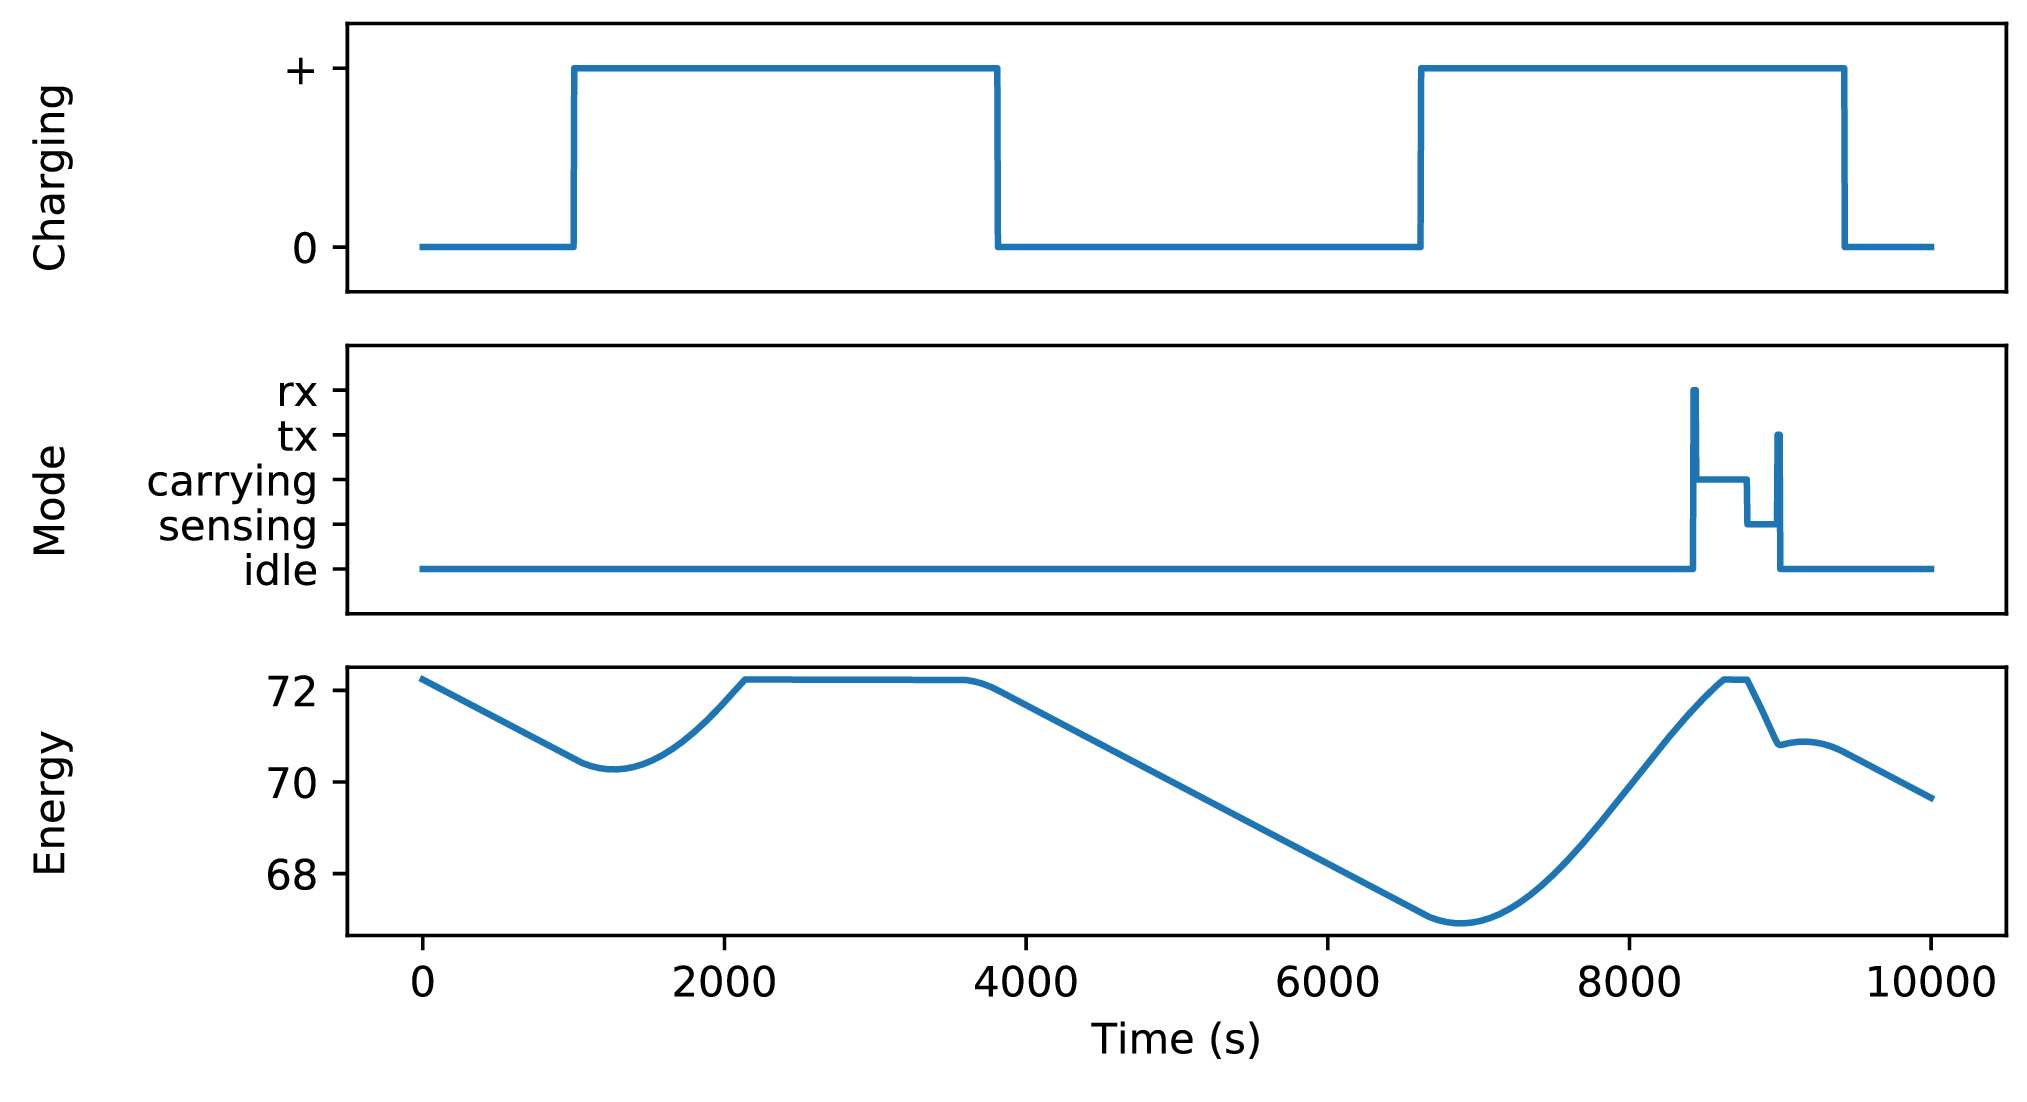 Charging
+
0
Mode
rx
tx
carrying
sensing
idle
Energy
72
70
68
0 2000 4000 6000 8000 10000
Time (s)